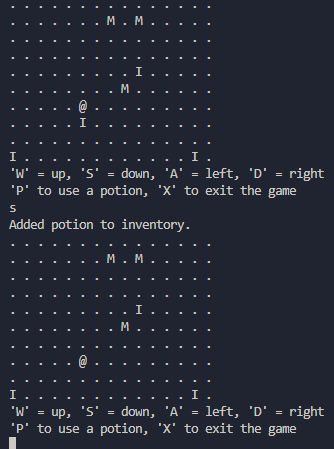 . . . . . . . . . . . . . . .
. . . . . . . M . M . . . . .
. . . . . . . . . . . . . . .
. . . . . . . . . . . . . . .
. . . . . . . . . I . . . . .
. . . . . . . . M . . . . . .
. . . . . @ . . . . . . . . .
. . . . . I . . . . . . . . .
. . . . . . . . . . . . . . .
I . . . . . . . . . . . . I .
'W' = up, 'S' = down, 'A' = left, 'D' = right
'P' to use a potion, 'X' to exit the game
s
Added potion to inventory.
. . . . . . . . . . . . . . .
. . . . . . . M . M . . . . .
. . . . . . . . . . . . . . .
. . . . . . . . . . . . . . .
. . . . . . . . . I . . . . .
. . . . . . . . M . . . . . .
. . . . . . . . . . . . . . .
. . . . . @ . . . . . . . . .
. . . . . . . . . . . . . . .
I . . . . . . . . . . . . I .
'W' = up, 'S' = down, 'A' = left, 'D' = right
'P' to use a potion, 'X' to exit the game